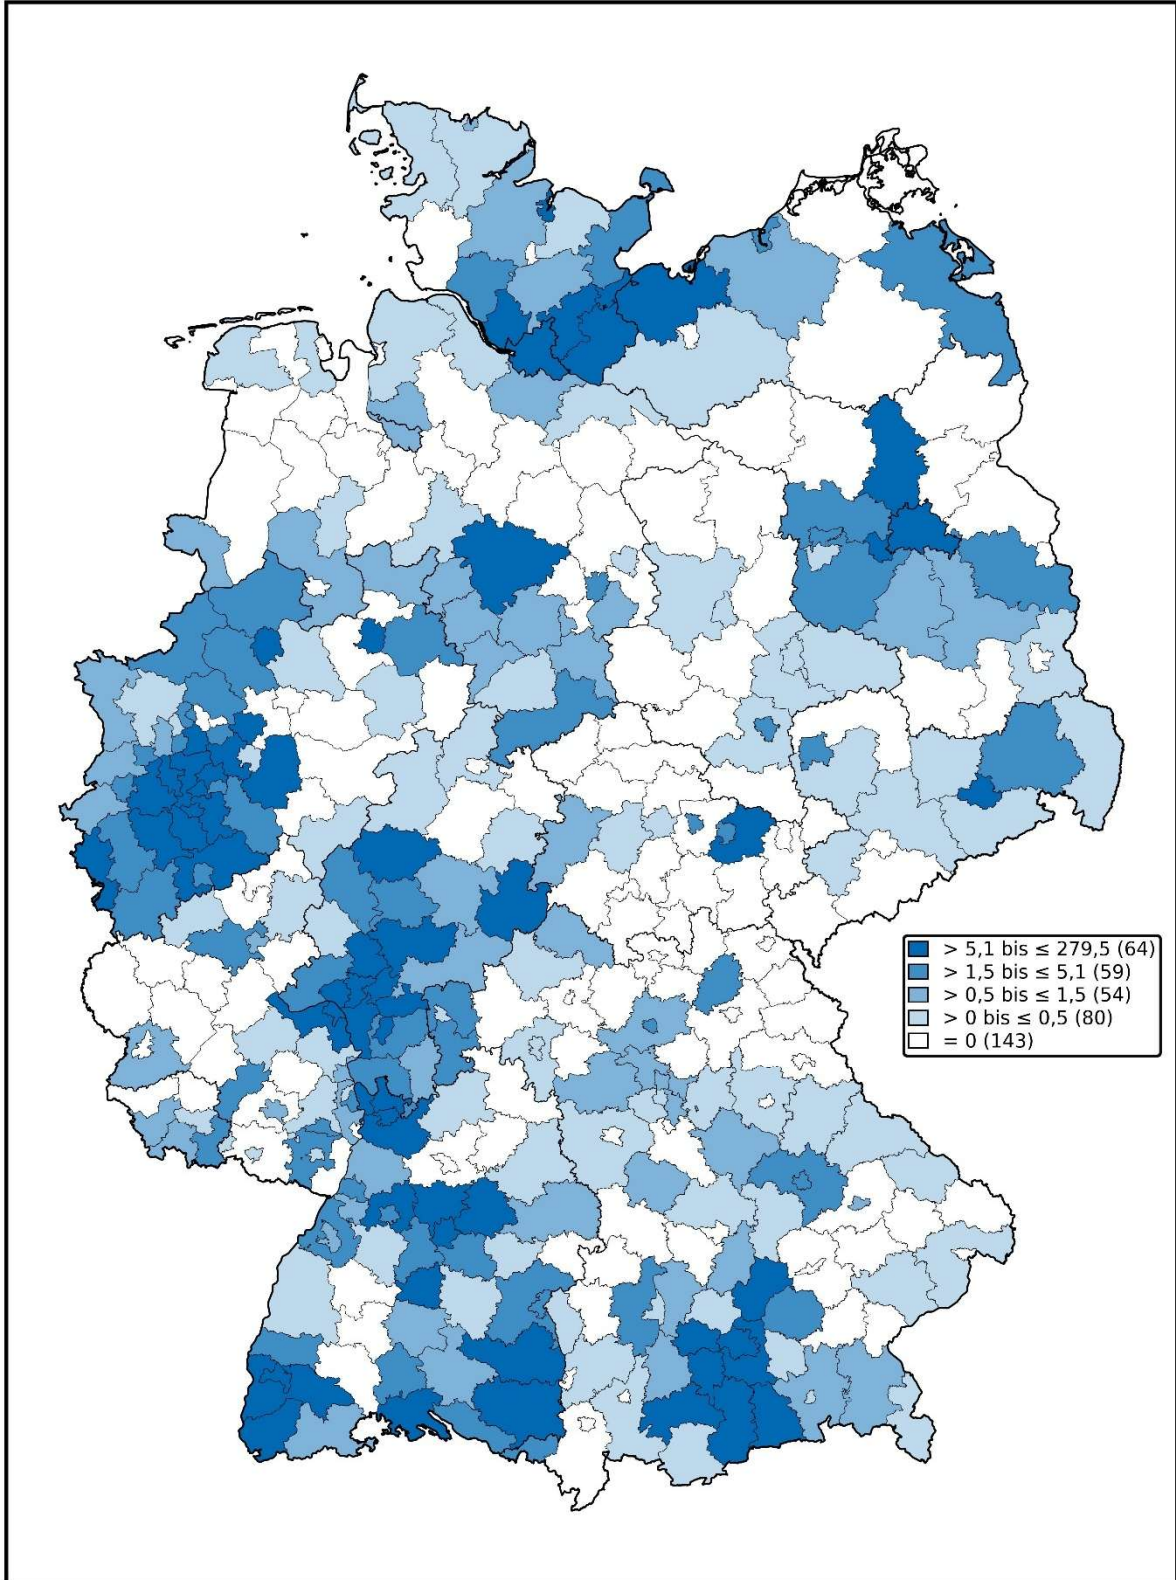 > 5,1 bis ≤ 279,5 (64)
> 1,5 bis ≤ 5,1 (59)
> 0,5 bis ≤ 1,5 (54)
> 0 bis ≤ 0,5 (80)
= 0 (143)